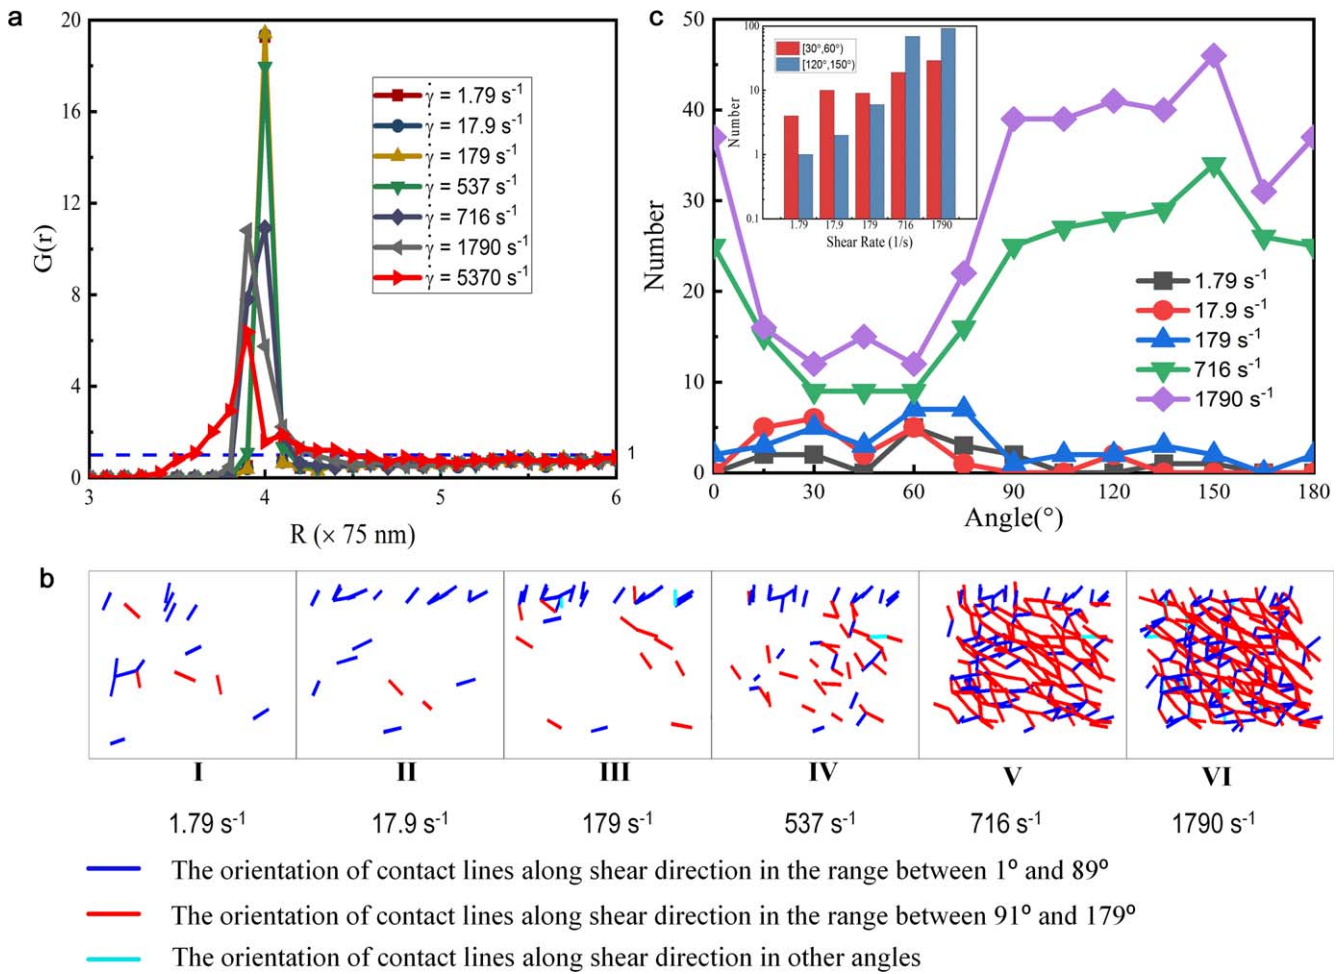 a
20
16
12
8
4
0
G(r)
γ̇ = 1.79 s⁻¹
γ̇ = 17.9 s⁻¹
γ̇ = 179 s⁻¹
γ̇ = 537 s⁻¹
γ̇ = 716 s⁻¹
γ̇ = 1790 s⁻¹
γ̇ = 5370 s⁻¹
1
3 4 5 6
R (× 75 nm)
c
50
40
30
20
10
0
Number
100
10
1
0.1
Number
[30°,60°)
[120°,150°)
1.79 17.9 179 716 1790
Shear Rate (1/s)
1.79 s⁻¹
17.9 s⁻¹
179 s⁻¹
716 s⁻¹
1790 s⁻¹
0 30 60 90 120 150 180
Angle(°)
b
I II III IV V VI
1.79 s⁻¹ 17.9 s⁻¹ 179 s⁻¹ 537 s⁻¹ 716 s⁻¹ 1790 s⁻¹
The orientation of contact lines along shear direction in the range between 1° and 89°
The orientation of contact lines along shear direction in the range between 91° and 179°
The orientation of contact lines along shear direction in other angles